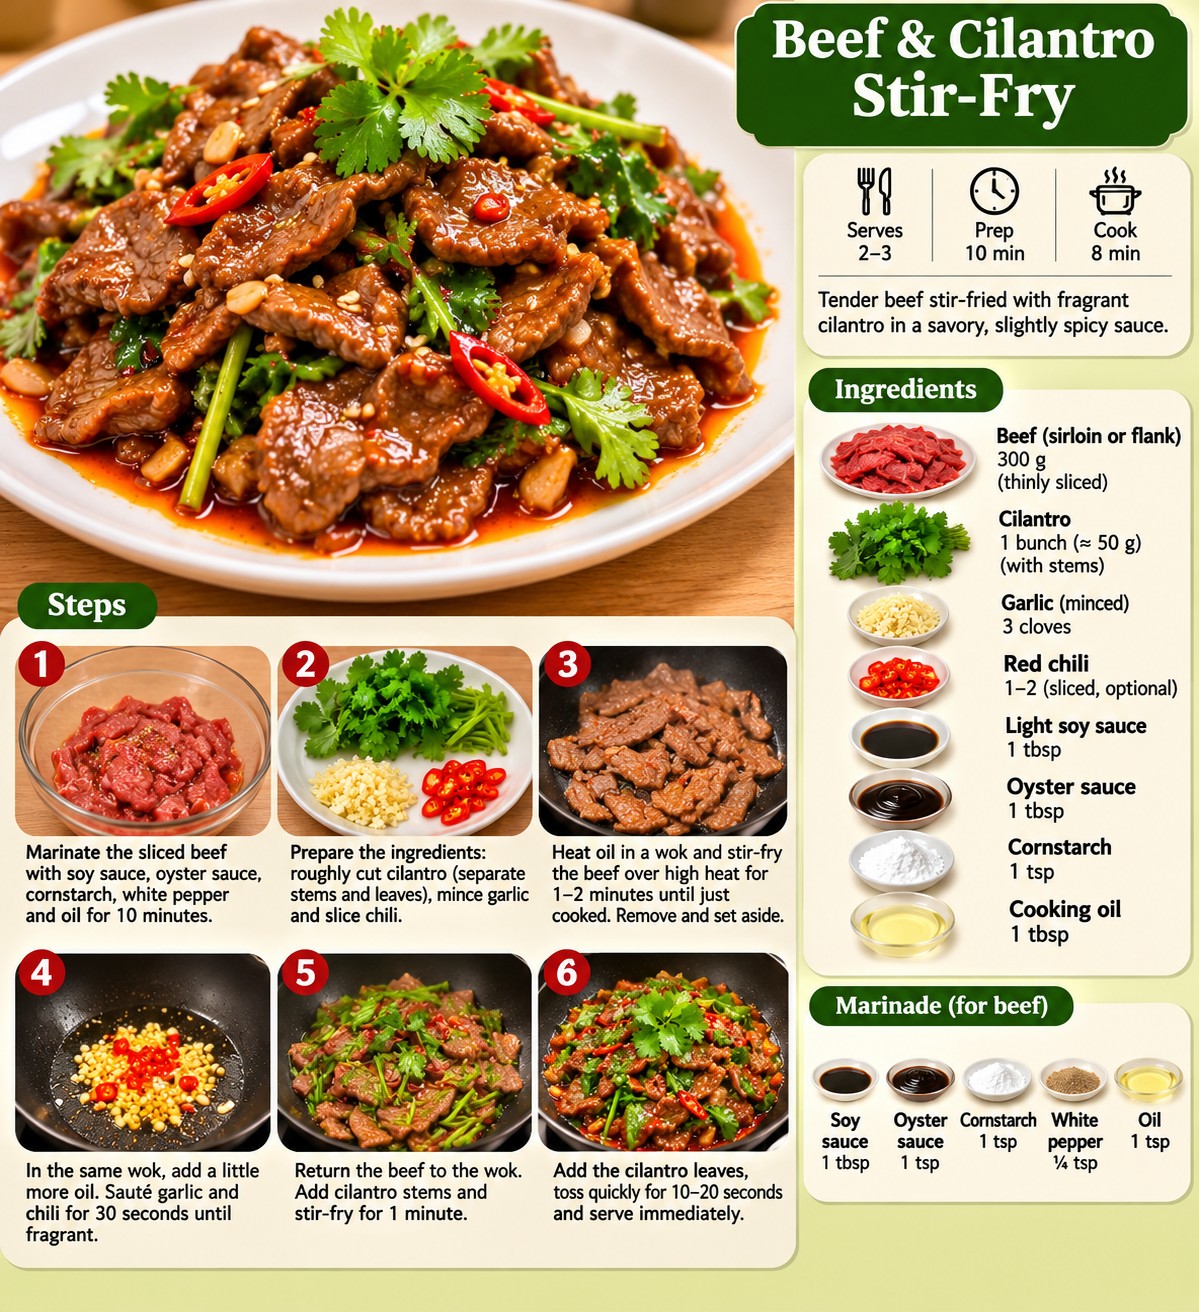 Beef & Cilantro
Stir-Fry
Serves
2–3
Prep
10 min
Cook
8 min
Tender beef stir-fried with fragrant
cilantro in a savory, slightly spicy sauce.
Ingredients
Beef (sirloin or flank)
300 g
(thinly sliced)
Cilantro
1 bunch (≈ 50 g)
(with stems)
Garlic (minced)
3 cloves
Red chili
1–2 (sliced, optional)
Light soy sauce
1 tbsp
Oyster sauce
1 tbsp
Cornstarch
1 tsp
Cooking oil
1 tbsp
Marinade (for beef)
Soy
sauce
1 tbsp
Oyster
sauce
1 tsp
Cornstarch
1 tsp
White
pepper
¼ tsp
Oil
1 tsp
Steps
1
Marinate the sliced beef
with soy sauce, oyster sauce,
cornstarch, white pepper
and oil for 10 minutes.
2
Prepare the ingredients:
roughly cut cilantro (separate
stems and leaves), mince garlic
and slice chili.
3
Heat oil in a wok and stir-fry
the beef over high heat for
1–2 minutes until just
cooked. Remove and set aside.
4
In the same wok, add a little
more oil. Sauté garlic and
chili for 30 seconds until
fragrant.
5
Return the beef to the wok.
Add cilantro stems and
stir-fry for 1 minute.
6
Add the cilantro leaves,
toss quickly for 10–20 seconds
and serve immediately.